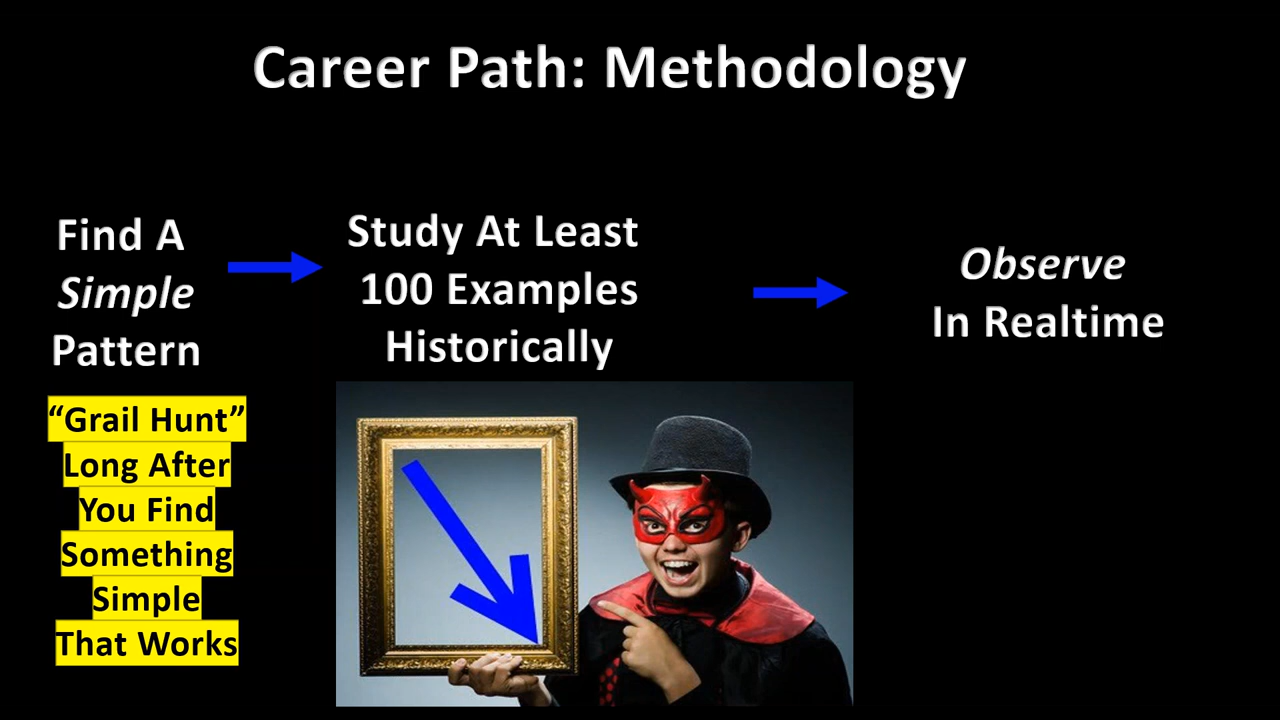 Career Path: Methodology
Find A
Simple
Pattern
“Grail Hunt”
Long After
You Find
Something
Simple
That Works
Study At Least
100 Examples
Historically
Observe
In Realtime